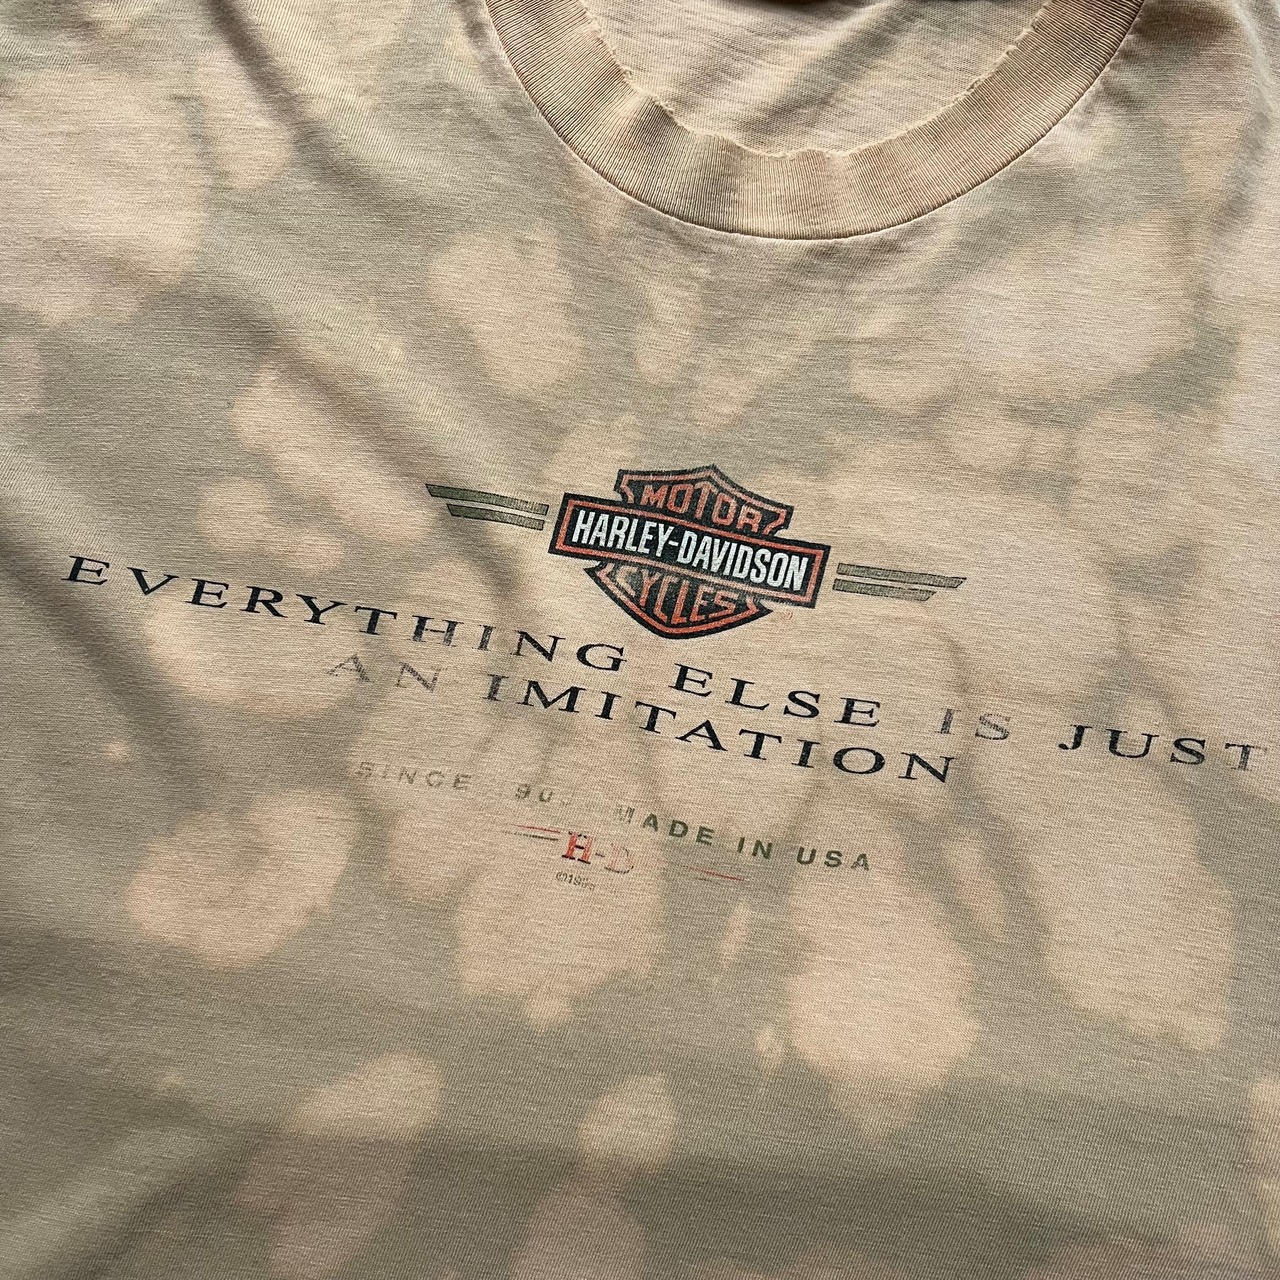 MOTOR
HARLEY-DAVIDSON
CYCLES
EVERYTHING ELSE IS JUST
AN IMITATION
SINCE MADE IN USA
H-D